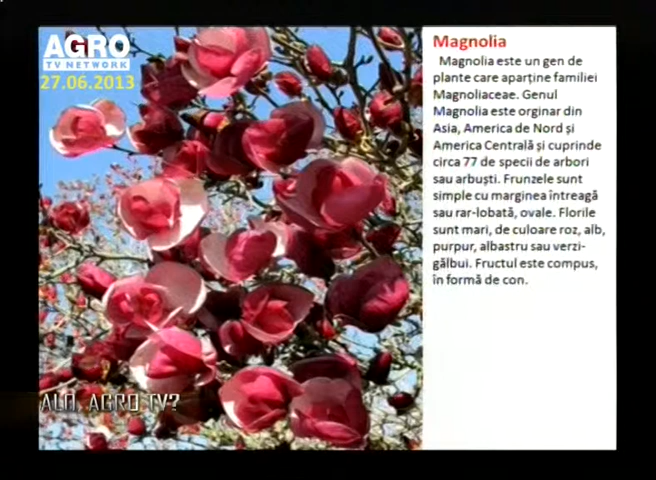 AGRO
TV NETWORK
27.06.2013
Magnolia
Magnolia este un gen de
plante care aparține familiei
Magnoliaceae. Genul
Magnolia este orginar din
Asia, America de Nord și
America Centrală și cuprinde
circa 77 de specii de arbori
sau arbuști. Frunzele sunt
simple cu marginea întreagă
sau rar-lobată, ovale. Florile
sunt mari, de culoare roz, alb,
purpur, albastru sau verzi-
gălbui. Fructul este compus,
în formă de con.
ALO, AGRO TV?